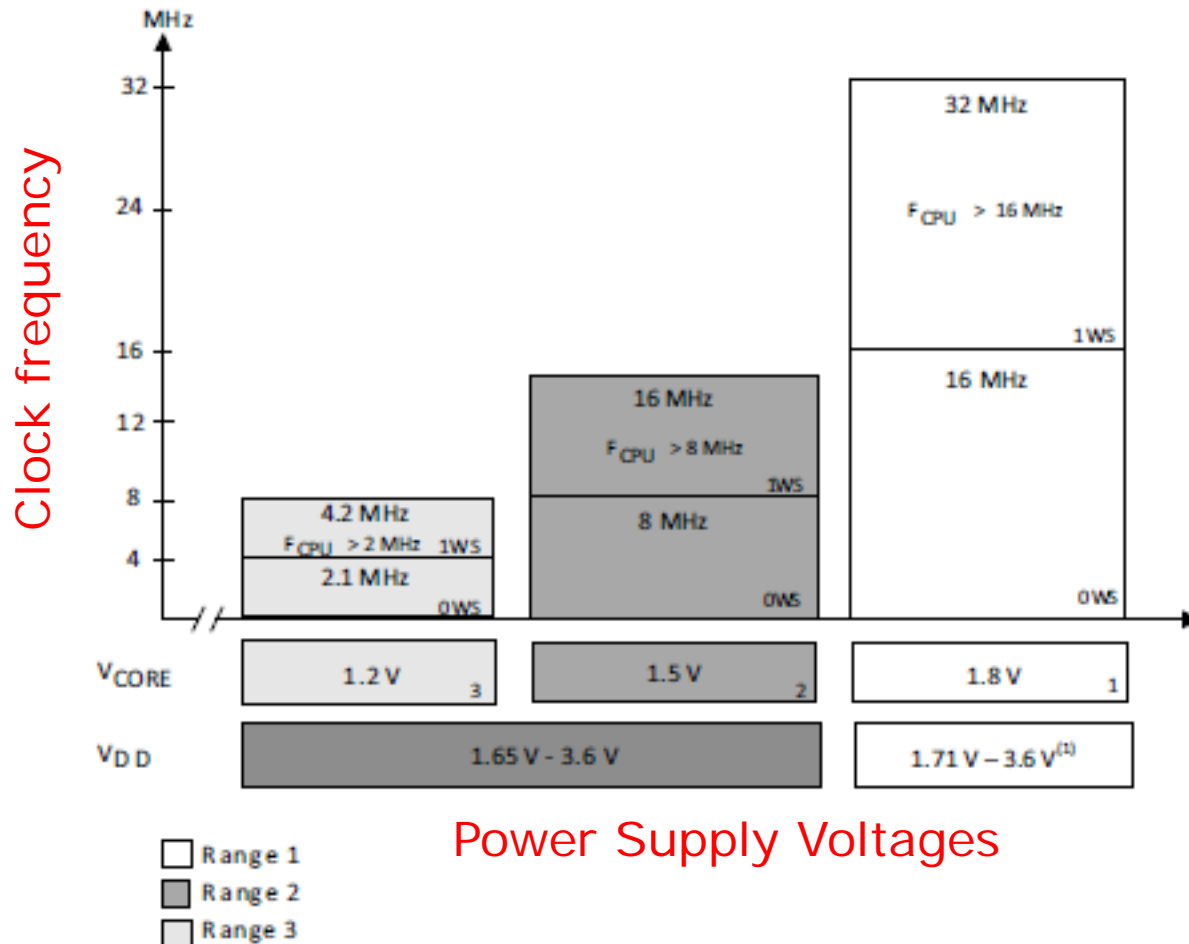 MHz
Clock frequency
32
24
16
12
8
4
32 MHz
FCPU > 16 MHz
1WS
16 MHz
0WS
16 MHz
FCPU > 8 MHz
1WS
8 MHz
0WS
4.2 MHz
FCPU > 2 MHz 1WS
2.1 MHz
0WS
VCORE
1.2 V 3
1.5 V 2
1.8 V 1
VDD
1.65 V - 3.6 V
1.71 V – 3.6 V(1)
Power Supply Voltages
Range 1
Range 2
Range 3